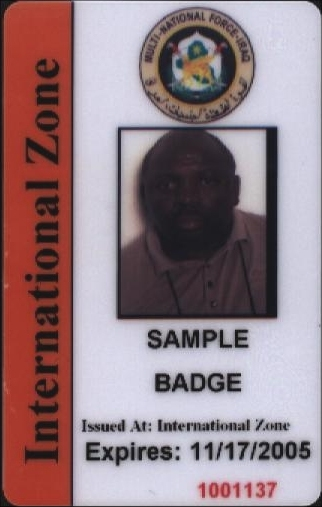 International Zone
MULTI-NATIONAL FORCE-IRAQ
SAMPLE
BADGE
Issued At: International Zone
Expires: 11/17/2005
1001137